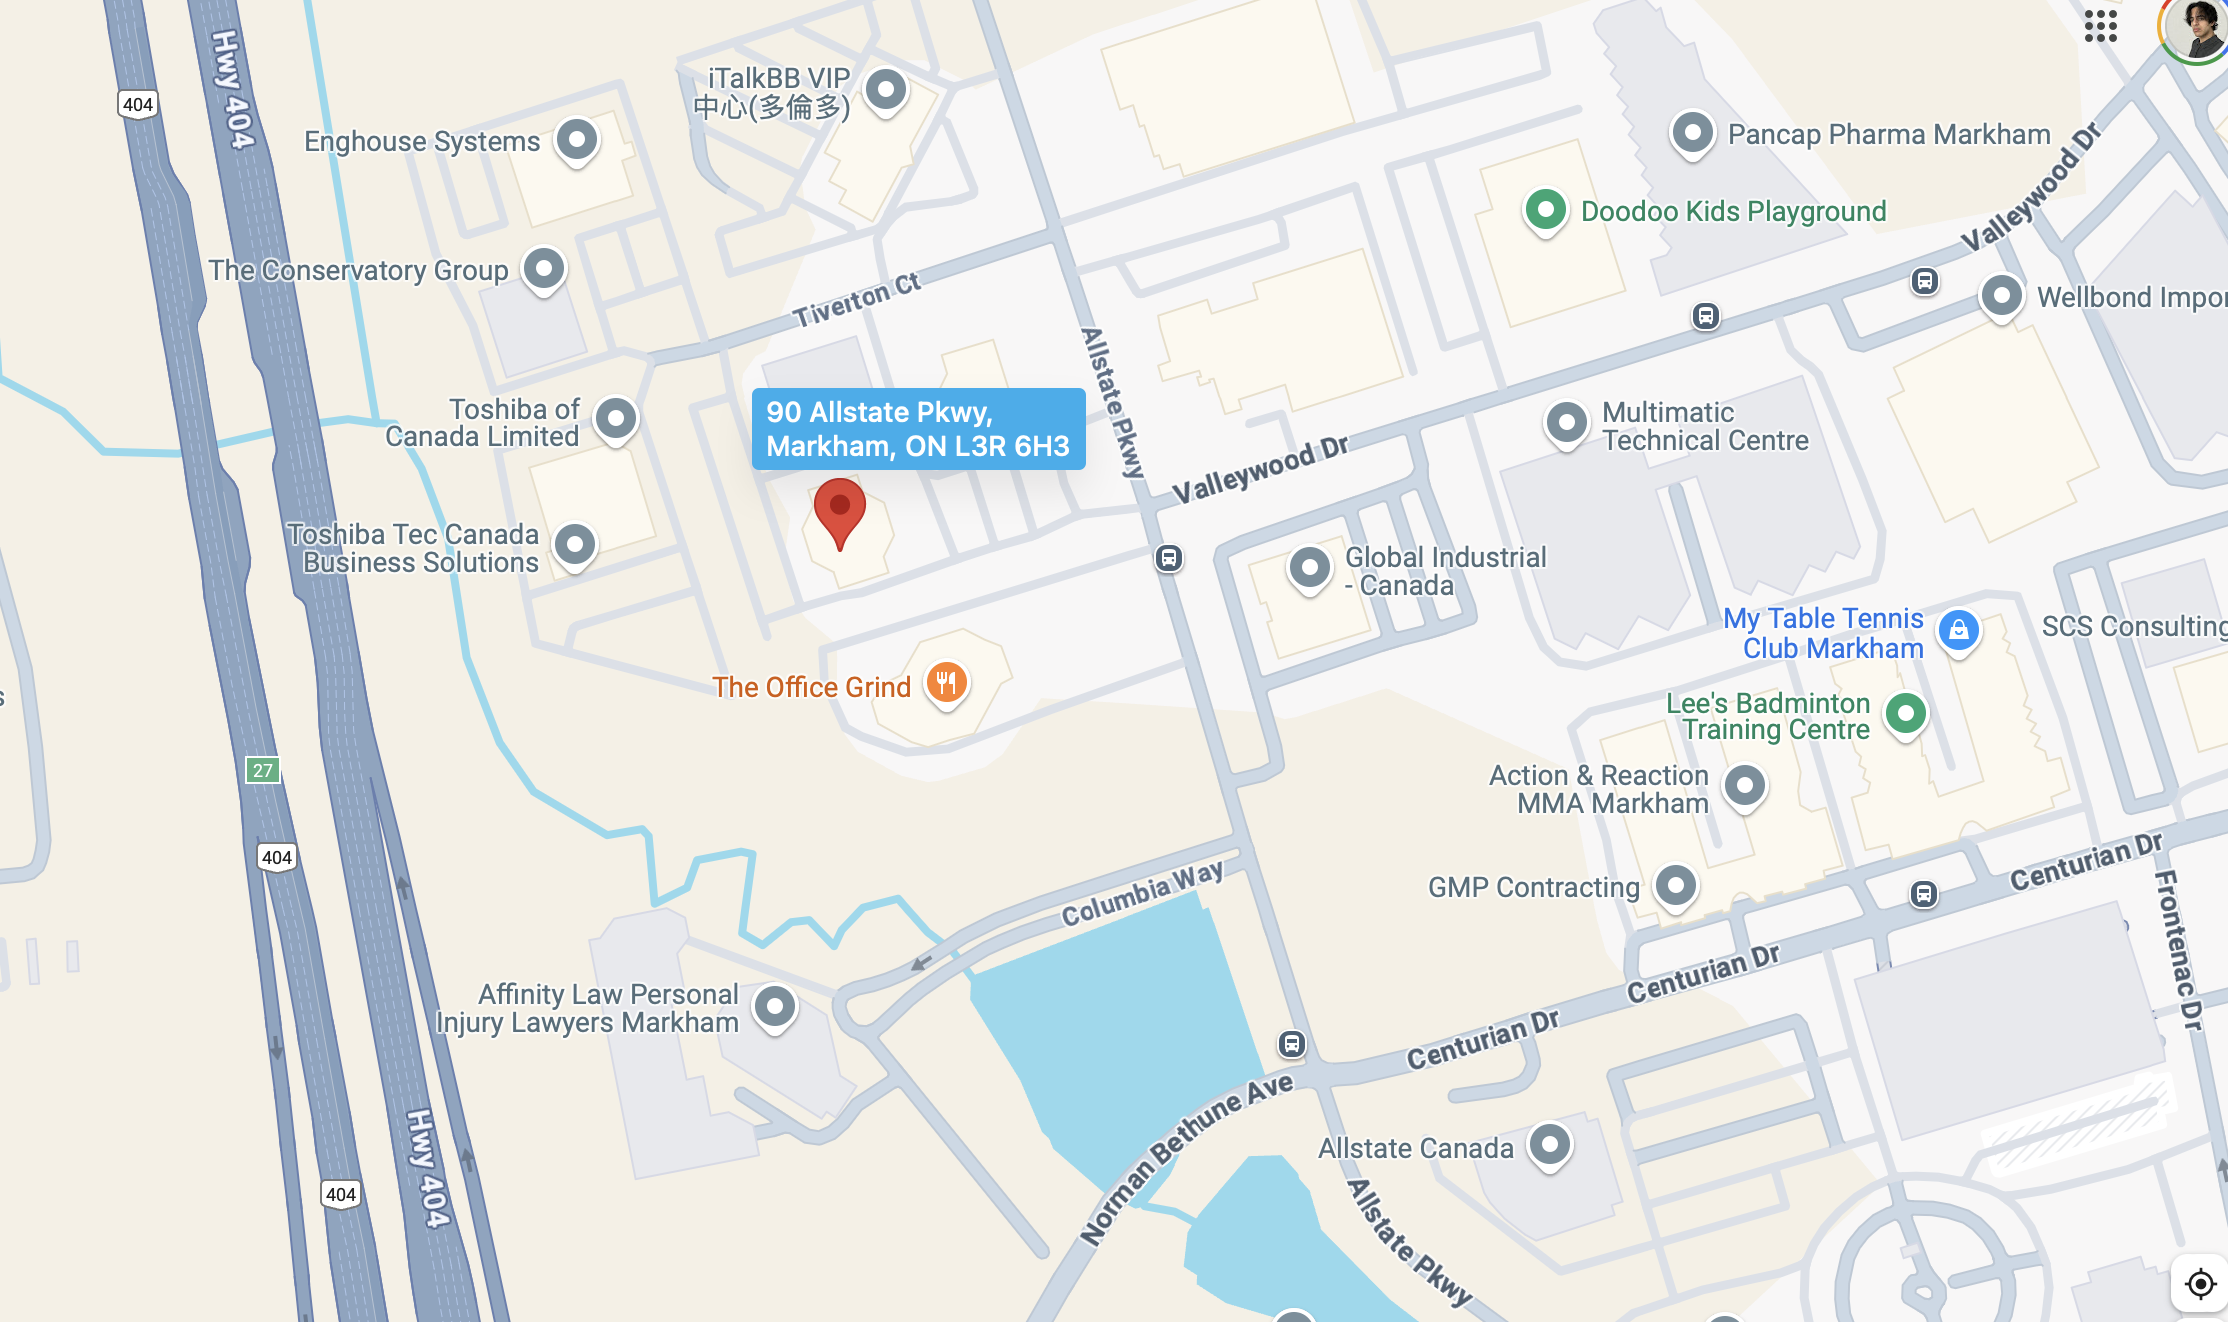 Hwy 404
404
iTalkBB VIP
中心(多倫多)
Enghouse Systems
Pancap Pharma Markham
Valleywood Dr
Doodoo Kids Playground
The Conservatory Group
Tiverton Ct
Wellbond Impor
Allstate Pkwy
Toshiba of
Canada Limited
90 Allstate Pkwy,
Markham, ON L3R 6H3
Multimatic
Technical Centre
Valleywood Dr
Toshiba Tec Canada
Business Solutions
Global Industrial
- Canada
My Table Tennis
Club Markham
SCS Consulting
The Office Grind
s
Lee's Badminton
Training Centre
27
Action & Reaction
MMA Markham
404
Columbia Way
GMP Contracting
Centurian Dr
Frontenac Dr
Centurian Dr
Affinity Law Personal
Injury Lawyers Markham
Centurian Dr
Norman Bethune Ave
Allstate Canada
Hwy 404
404
Allstate Pkwy